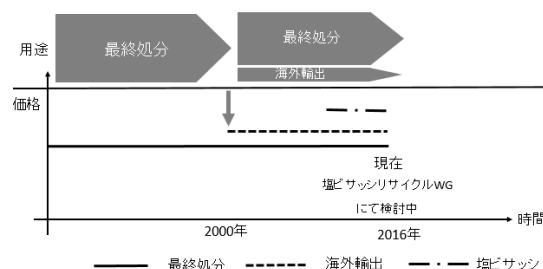 最終処分
最終処分
海外輸出
用途
価格
現在
塩ビサッシリサイクルWG
にて検討中
時間
2000年
2016年
最終処分
海外輸出
塩ビサッシ